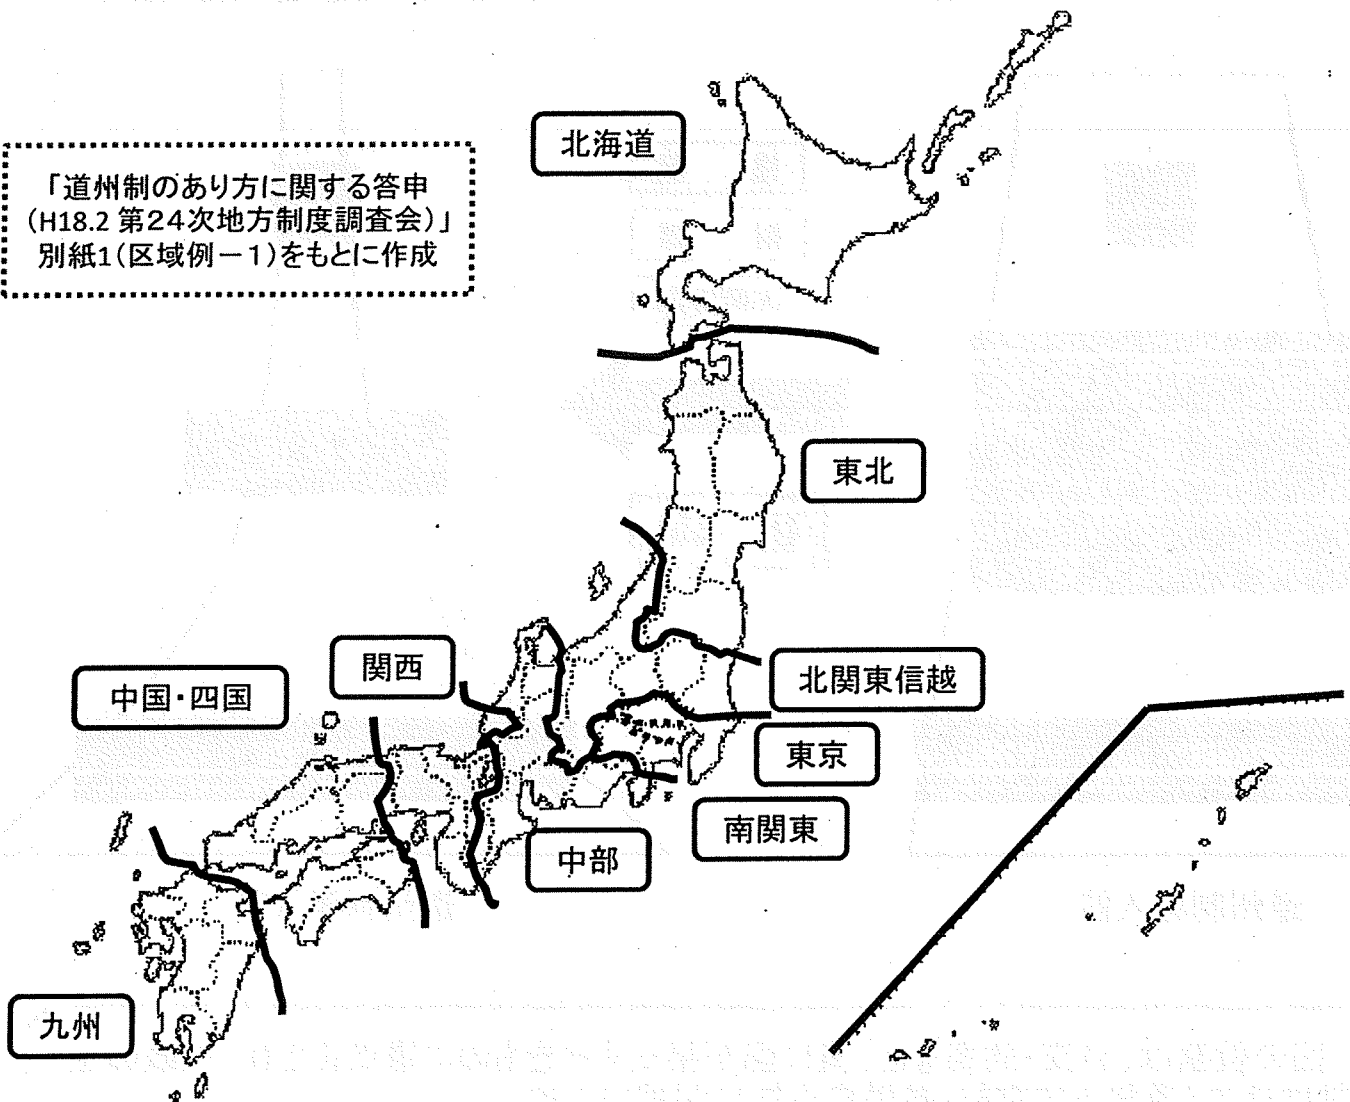 北海道
「道州制のあり方に関する答申
(H18.2 第24次地方制度調査会)」
別紙1(区域例－1)をもとに作成
東北
関西
北関東信越
中国・四国
東京
南関東
中部
九州